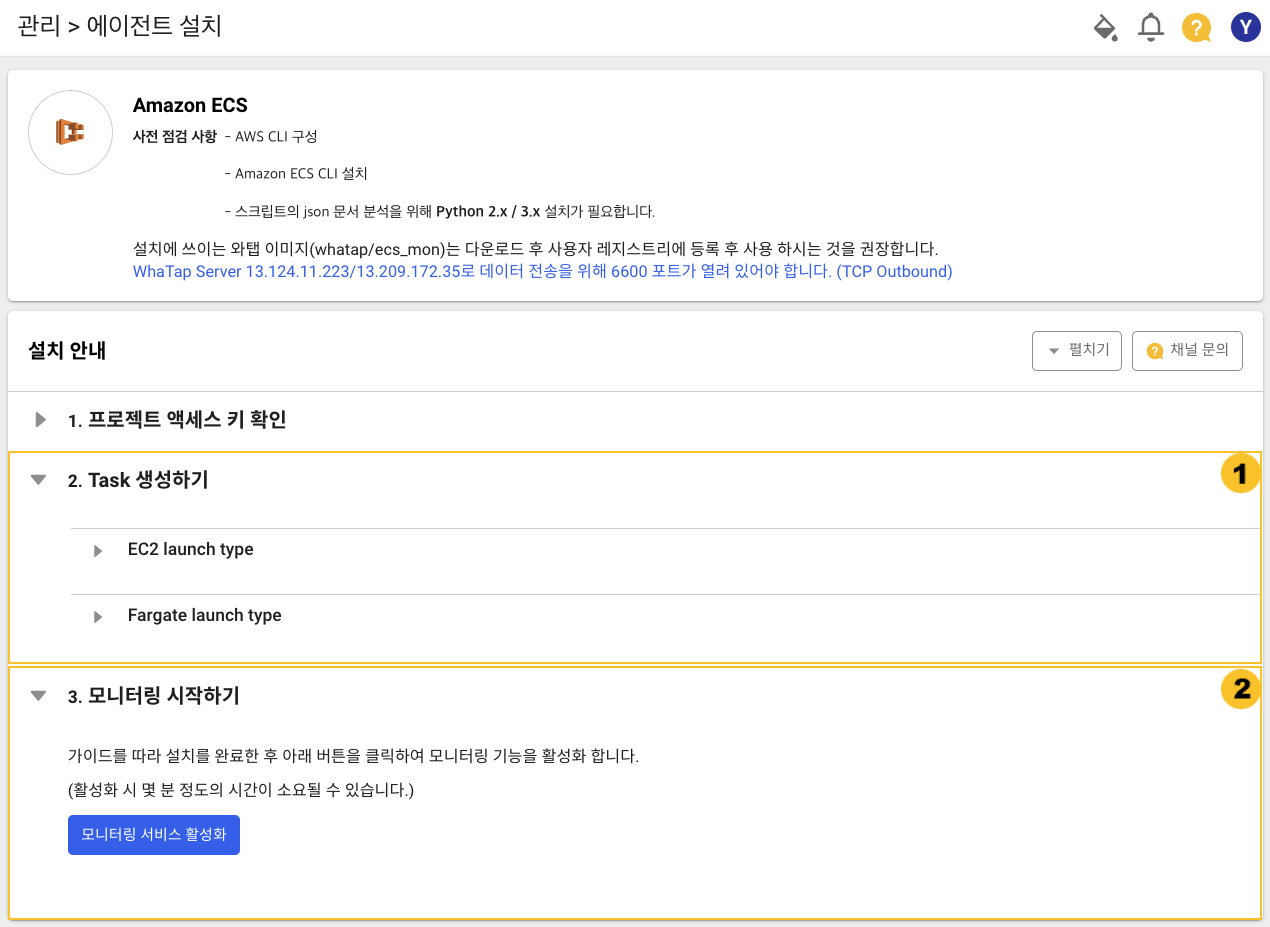 관리 > 에이전트 설치
?
Y
Amazon ECS
사전 점검 사항 - AWS CLI 구성
- Amazon ECS CLI 설치
- 스크립트의 json 문서 분석을 위해 Python 2.x / 3.x 설치가 필요합니다.
설치에 쓰이는 와탭 이미지(whatap/ecs_mon)는 다운로드 후 사용자 레지스트리에 등록 후 사용 하시는 것을 권장합니다.
WhaTap Server 13.124.11.223/13.209.172.35로 데이터 전송을 위해 6600 포트가 열려 있어야 합니다. (TCP Outbound)
설치 안내
펼치기
? 채널 문의
1. 프로젝트 액세스 키 확인
2. Task 생성하기
1
EC2 launch type
Fargate launch type
3. 모니터링 시작하기
2
가이드를 따라 설치를 완료한 후 아래 버튼을 클릭하여 모니터링 기능을 활성화 합니다.
(활성화 시 몇 분 정도의 시간이 소요될 수 있습니다.)
모니터링 서비스 활성화